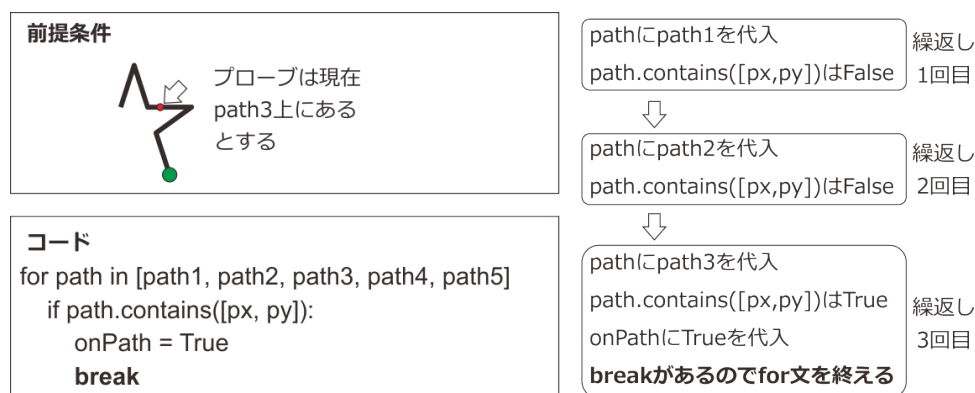 前提条件
プローブは現在
path3上にある
とする
コード
for path in [path1, path2, path3, path4, path5]
if path.contains([px, py]):
onPath = True
break
pathにpath1を代入
path.contains([px,py])はFalse
繰返し
1回目
pathにpath2を代入
path.contains([px,py])はFalse
繰返し
2回目
pathにpath3を代入
path.contains([px,py])はTrue
onPathにTrueを代入
breakがあるのでfor文を終える
繰返し
3回目